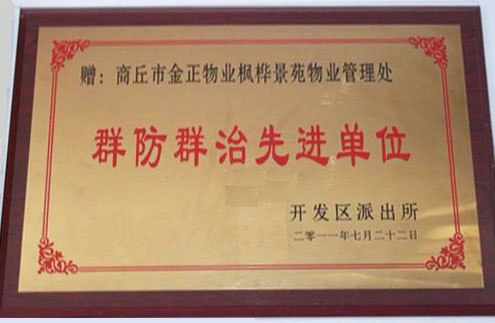 赠：商丘市金正物业枫桦景苑物业管理处
群防群治先进单位
开发区派出所
二零一一年七月二十二日